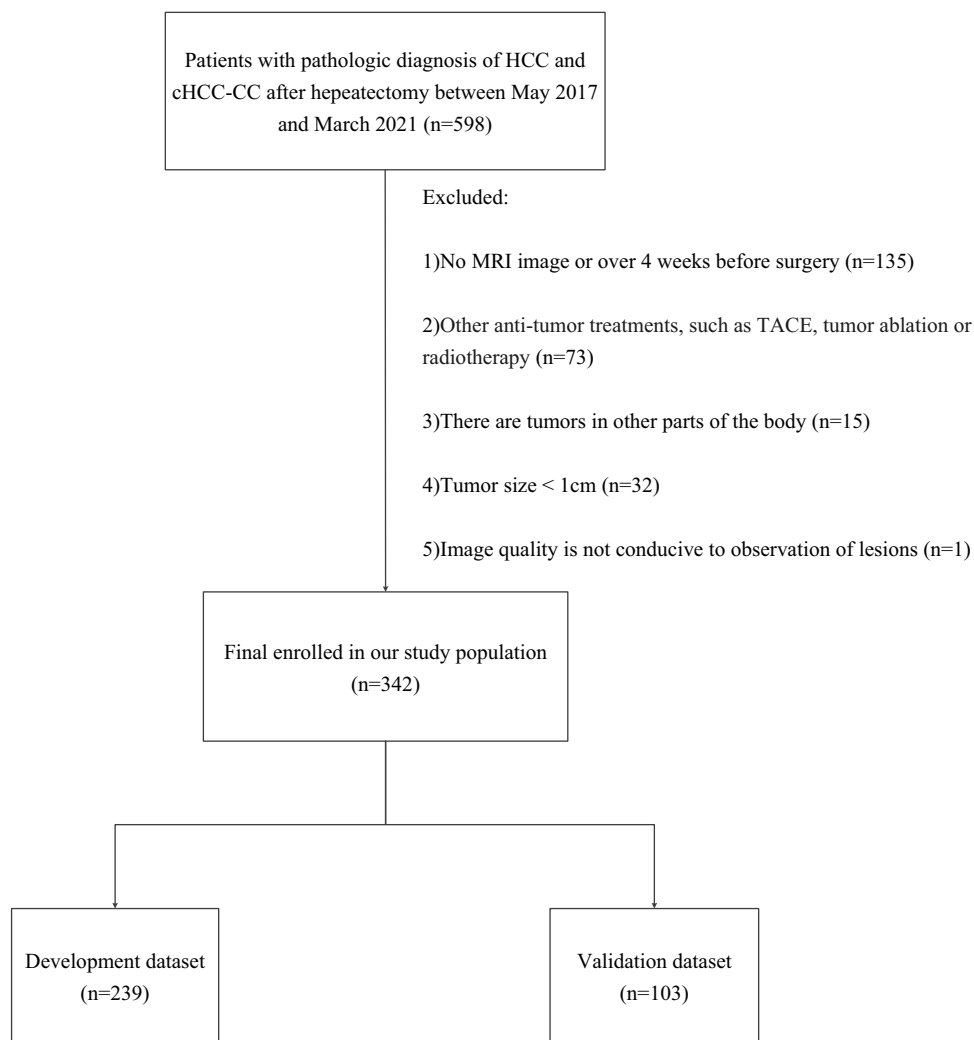 Patients with pathologic diagnosis of HCC and
cHCC-CC after hepeatectomy between May 2017
and March 2021 (n=598)
Excluded:
1)No MRI image or over 4 weeks before surgery (n=135)
2)Other anti-tumor treatments, such as TACE, tumor ablation or
radiotherapy (n=73)
3)There are tumors in other parts of the body (n=15)
4)Tumor size < 1cm (n=32)
5)Image quality is not conducive to observation of lesions (n=1)
Final enrolled in our study population
(n=342)
Development dataset
(n=239)
Validation dataset
(n=103)